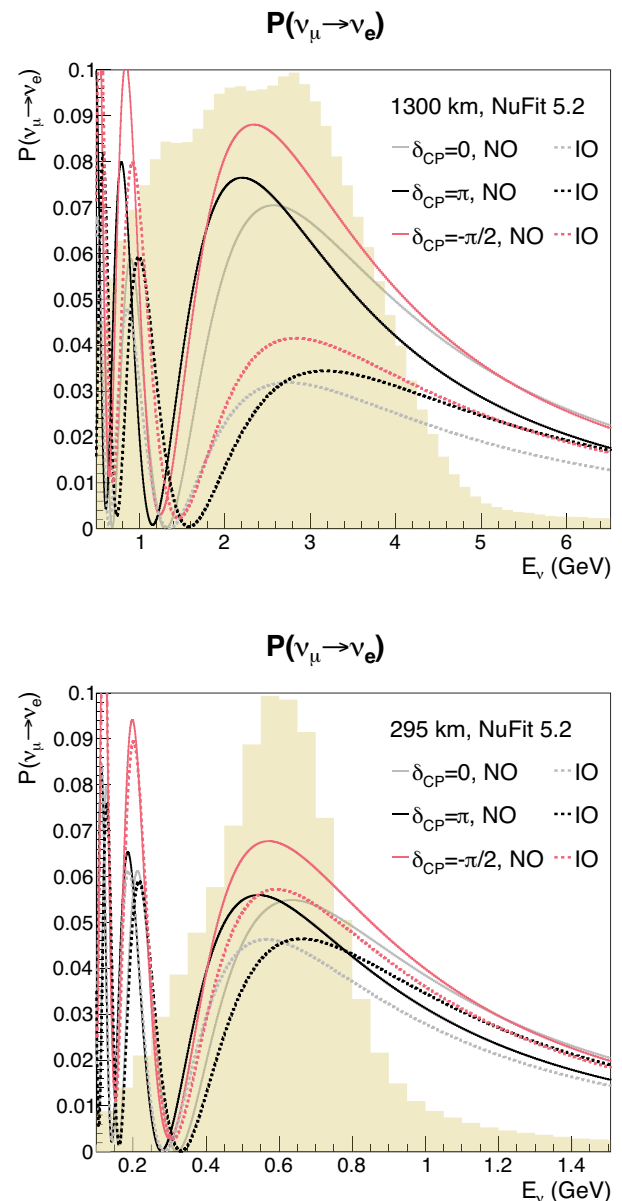 P(νμ→νe)
P(νμ→νe)
0.1
0.09
0.08
0.07
0.06
0.05
0.04
0.03
0.02
0.01
0
1300 km, NuFit 5.2
δCP=0, NO IO
δCP=π, NO IO
δCP=-π/2, NO IO
1 2 3 4 5 6
Eν (GeV)
P(νμ→νe)
P(νμ→νe)
0.1
0.09
0.08
0.07
0.06
0.05
0.04
0.03
0.02
0.01
0
295 km, NuFit 5.2
δCP=0, NO IO
δCP=π, NO IO
δCP=-π/2, NO IO
0.2 0.4 0.6 0.8 1 1.2 1.4
Eν (GeV)